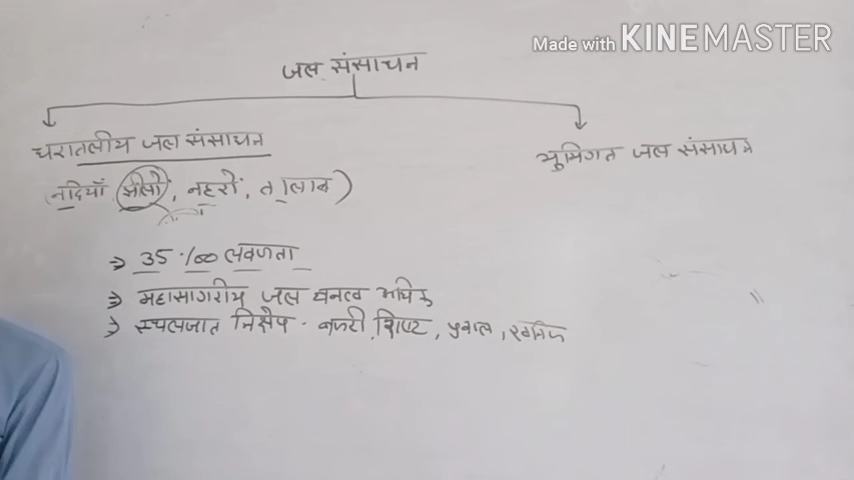 Made with KINEMASTER
जल संसाधन
धरातलीय जल संसाधन
भूमिगत जल संसाधन
(नदियाँ, झीलों, नहरों, तालाब)
⇒ 35 ‰ लवणता
⇒ महासागरीय जल घनत्व अधिक
⇒ स्थलजात निक्षेप - बजरी, शिष्ट, प्रवाल, खनिज